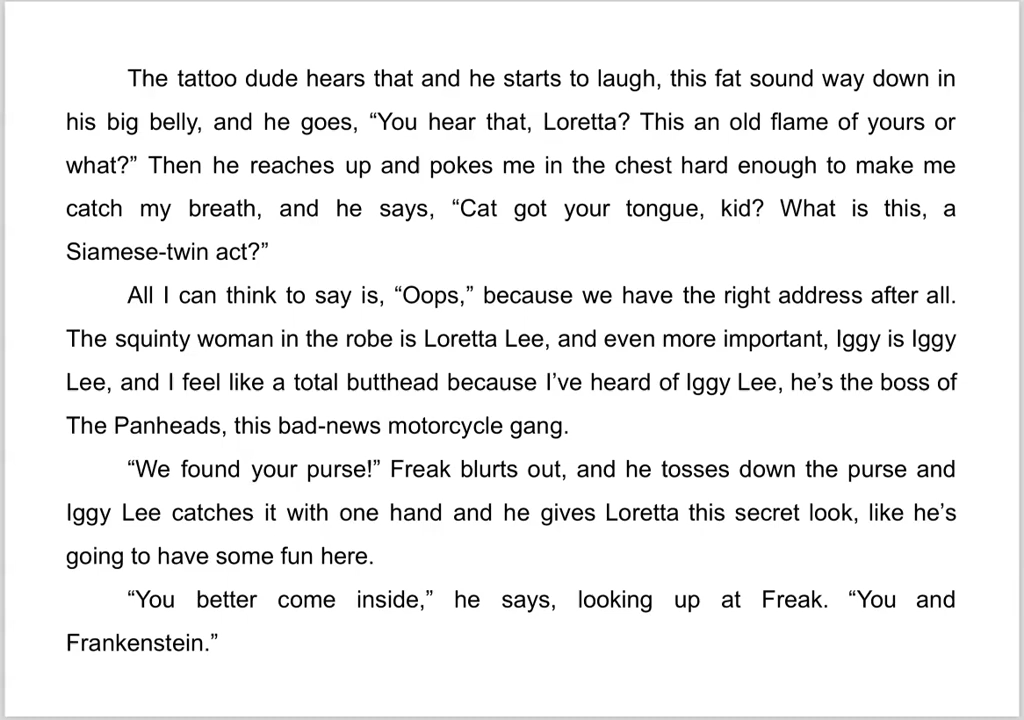 The tattoo dude hears that and he starts to laugh, this fat sound way down in
his big belly, and he goes, “You hear that, Loretta? This an old flame of yours or
what?” Then he reaches up and pokes me in the chest hard enough to make me
catch my breath, and he says, “Cat got your tongue, kid? What is this, a
Siamese-twin act?”
All I can think to say is, “Oops,” because we have the right address after all.
The squinty woman in the robe is Loretta Lee, and even more important, Iggy is Iggy
Lee, and I feel like a total butthead because I’ve heard of Iggy Lee, he’s the boss of
The Panheads, this bad-news motorcycle gang.
“We found your purse!” Freak blurts out, and he tosses down the purse and
Iggy Lee catches it with one hand and he gives Loretta this secret look, like he’s
going to have some fun here.
“You better come inside,” he says, looking up at Freak. “You and
Frankenstein.”